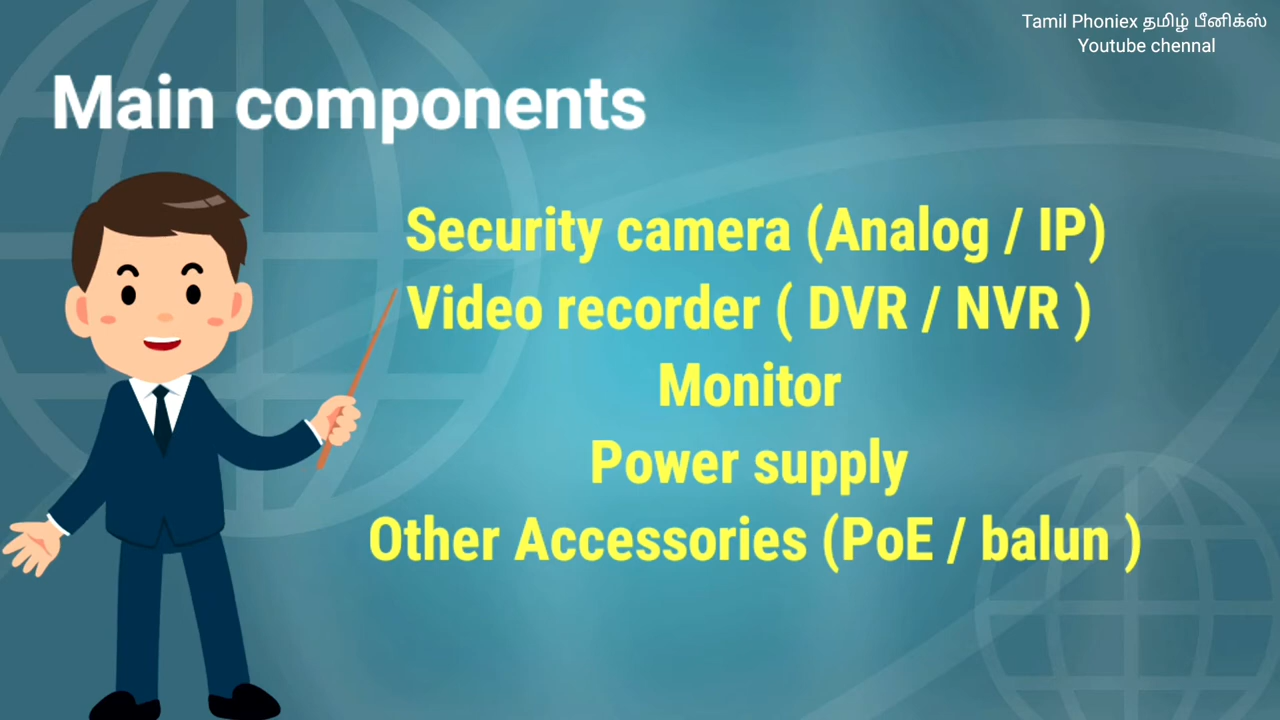 Tamil Phoniex தமிழ் பீனிக்ஸ்
Youtube chennal
Main components
Security camera (Analog / IP)
Video recorder ( DVR / NVR )
Monitor
Power supply
Other Accessories (PoE / balun )